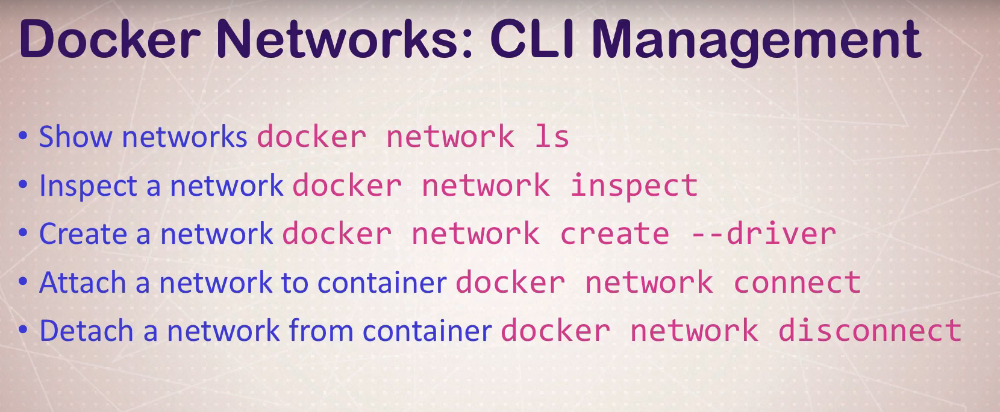 Docker Networks: CLI Management
• Show networks docker network ls
• Inspect a network docker network inspect
• Create a network docker network create --driver
• Attach a network to container docker network connect
• Detach a network from container docker network disconnect